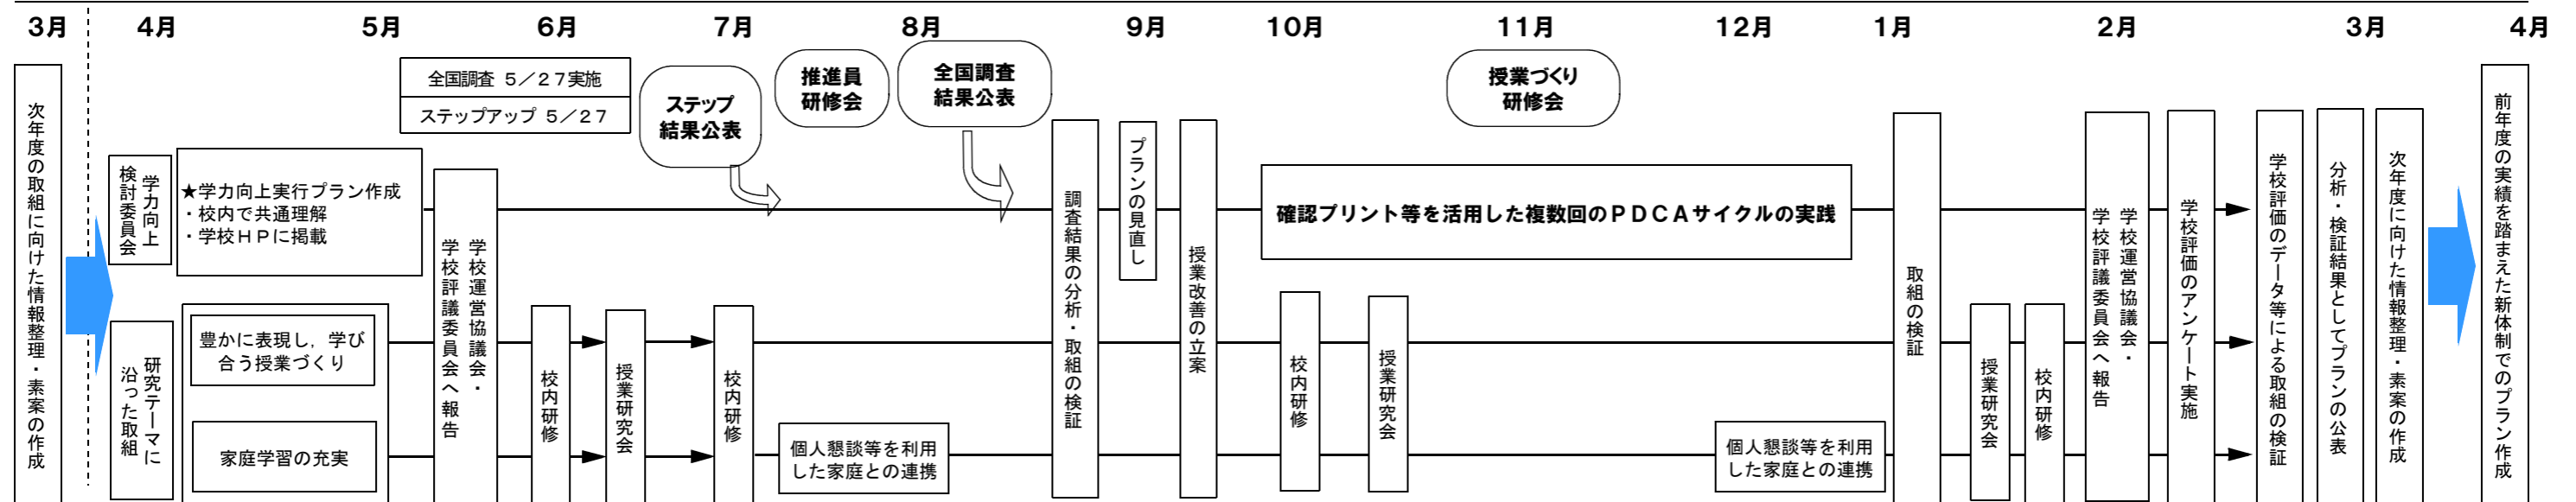 3月
4月
5月
6月
7月
8月
9月
10月
11月
12月
1月
2月
3月
4月
次年度の取組に向けた情報整理・素案の作成
学力向上
検討委員会
★学力向上実行プラン作成
・校内で共通理解
・学校HPに掲載
研究テーマに
沿った取組
豊かに表現し，学び
合う授業づくり
家庭学習の充実
全国調査 5／27実施
ステップアップ 5／27
学校運営協議会・
学校評議委員会へ報告
校内研修
授業研究会
ステップ
結果公表
校内研修
推進員
研修会
個人懇談等を利用
した家庭との連携
全国調査
結果公表
調査結果の分析・取組の検証
プランの見直し
授業改善の立案
確認プリント等を活用した複数回のPDCAサイクルの実践
校内研修
授業研究会
授業づくり
研修会
個人懇談等を利用
した家庭との連携
取組の検証
授業研究会
校内研修
学校運営協議会・
学校評議委員会へ報告
学校評価のアンケート実施
学校評価のデータ等による取組の検証
分析・検証結果としてプランの公表
次年度に向けた情報整理・素案の作成
前年度の実績を踏まえた新体制でのプラン作成